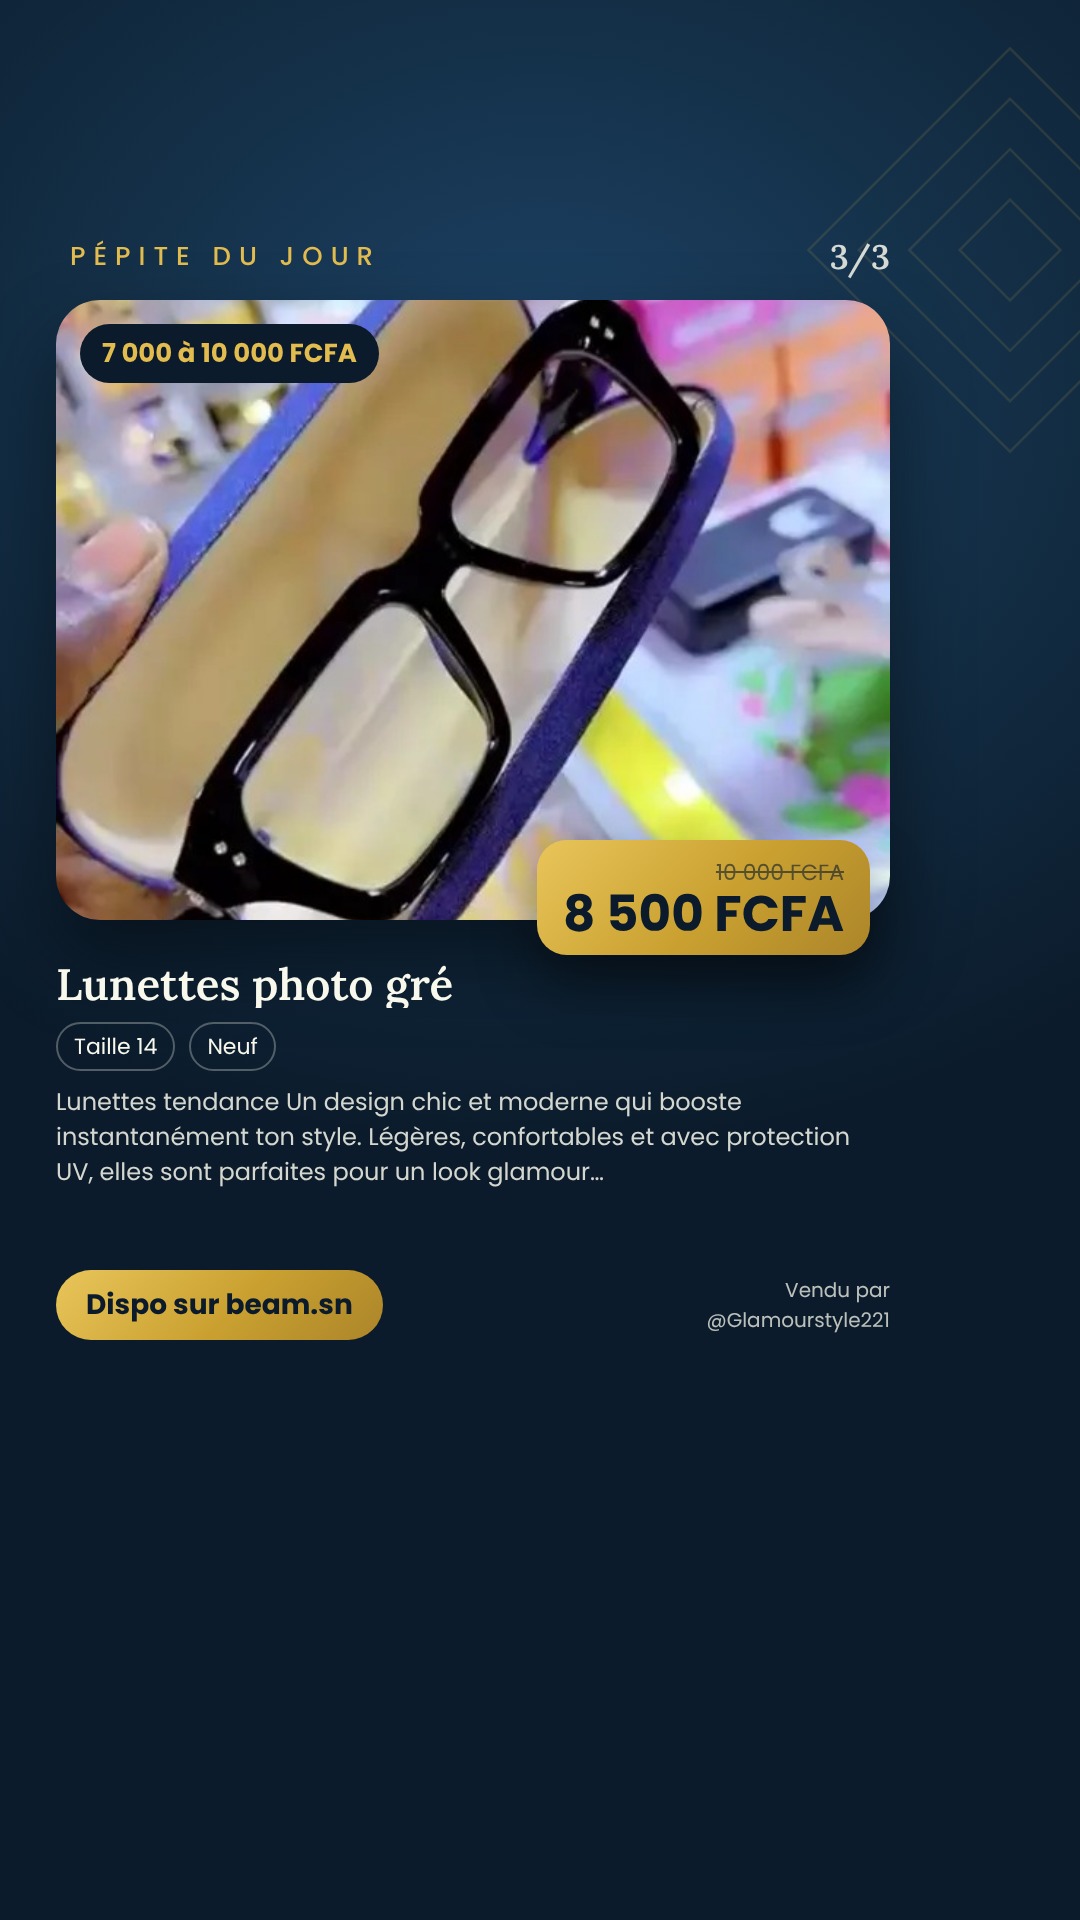 PÉPITE DU JOUR
3/3
7 000 à 10 000 FCFA
10 000 FCFA
8 500 FCFA
Lunettes photo gré
Taille 14
Neuf
Lunettes tendance Un design chic et moderne qui booste
instantanément ton style. Légères, confortables et avec protection
UV, elles sont parfaites pour un look glamour...
Dispo sur beam.sn
Vendu par
@Glamourstyle221